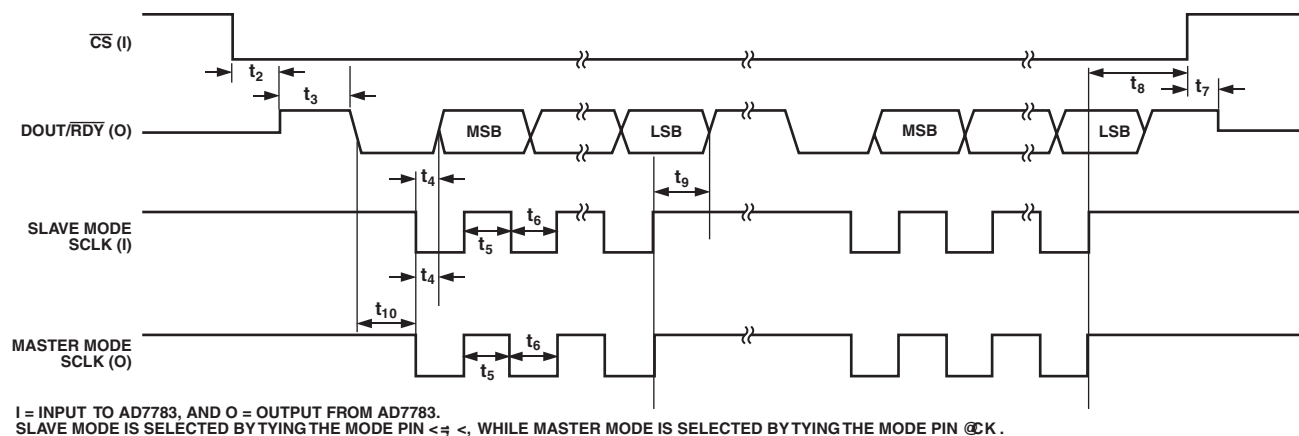 C̅S̅ (I)
t2
t3
t8
t7
DOUT/R̅D̅Y̅ (O)
MSB
LSB
MSB
LSB
t4
t9
SLAVE MODE
SCLK (I)
t5
t6
t4
t10
MASTER MODE
SCLK (O)
t5
t6
I = INPUT TO AD7783, AND O = OUTPUT FROM AD7783.
SLAVE MODE IS SELECTED BY TYING THE MODE PIN <, WHILE MASTER MODE IS SELECTED BY TYING THE MODE PIN K .